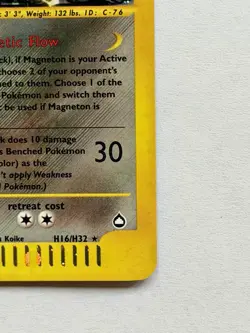 : 3' 3", Weight: 132 lbs. ID: C-76
etic Flow
ck), if Magneton is your Active
choose 2 of your opponent's
ned to them. Choose 1 of the
Pokémon and switch them
t be used if Magneton is
k does 10 damage
s Benched Pokémon
olor) as the
n't apply Weakness
d Pokémon.)
30
retreat cost
Koike
H16/H32